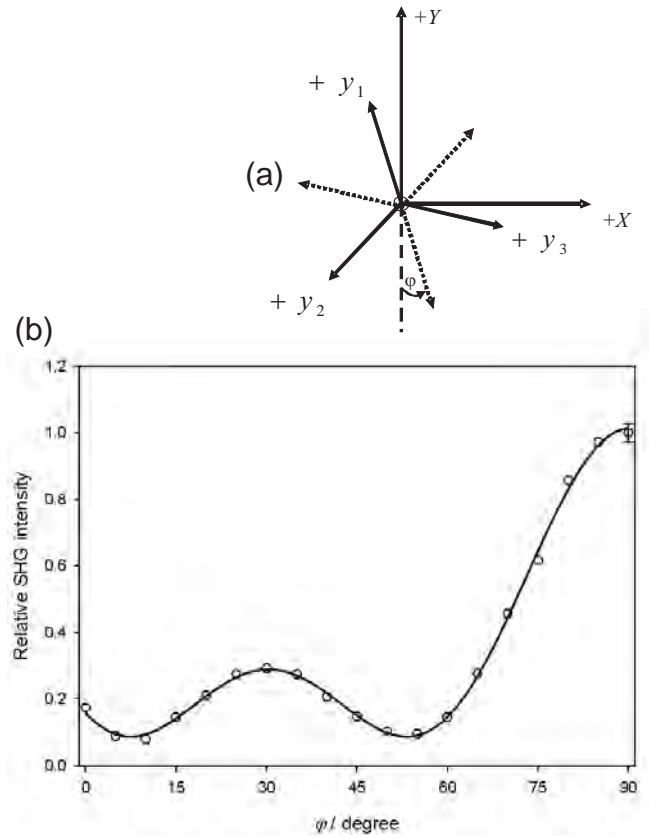 +Y
+ y₁
(a)
+X
+ y₃
φ
+ y₂
(b)
1.2
1.0
0.8
0.6
0.4
0.2
0.0
Relative SHG intensity
0 15 30 45 60 75 90
φ / degree